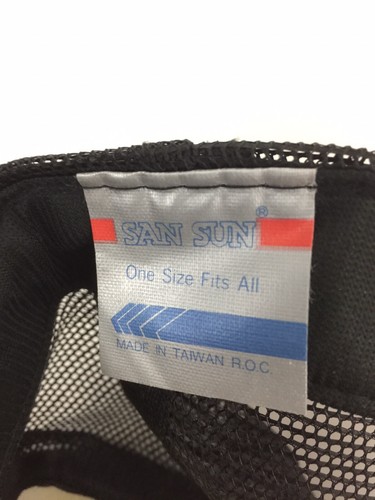 SAN SUN®
One Size Fits All
MADE IN TAIWAN R.O.C.